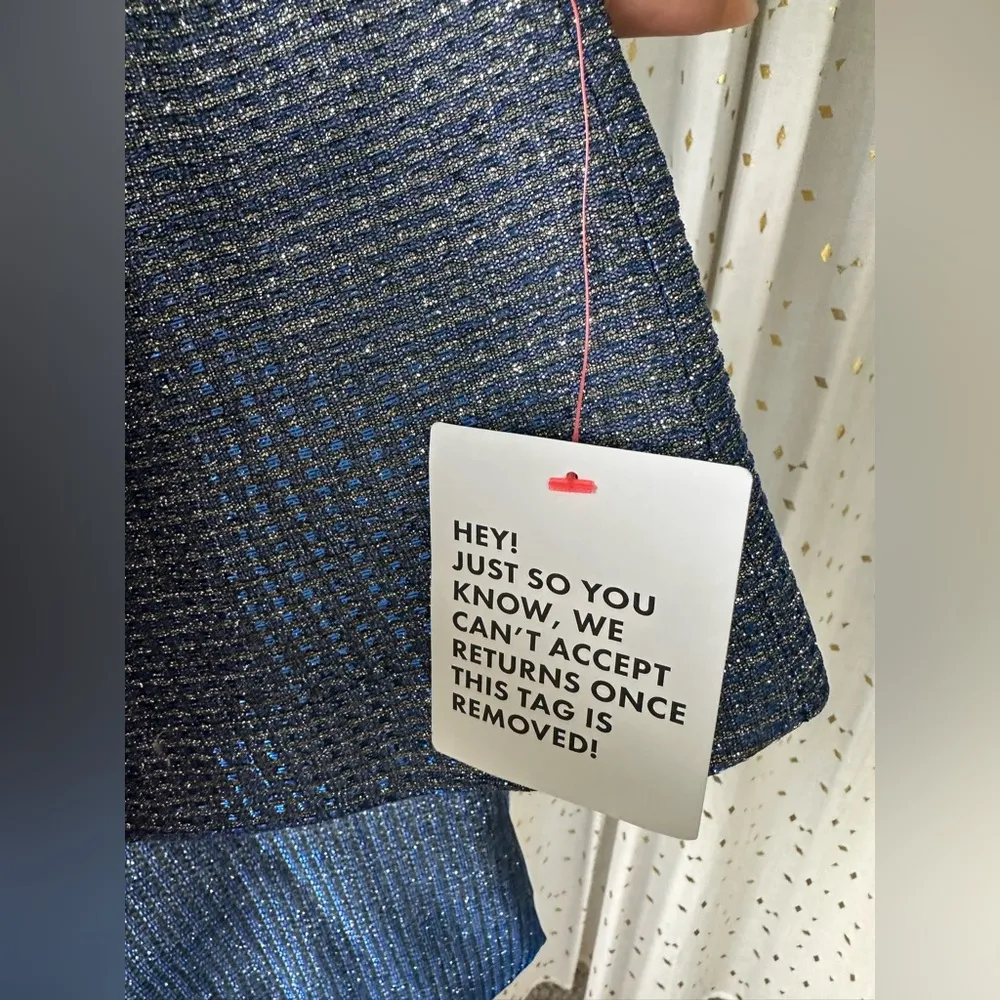 HEY!
JUST SO YOU
KNOW, WE
CAN'T ACCEPT
RETURNS ONCE
THIS TAG IS
REMOVED!